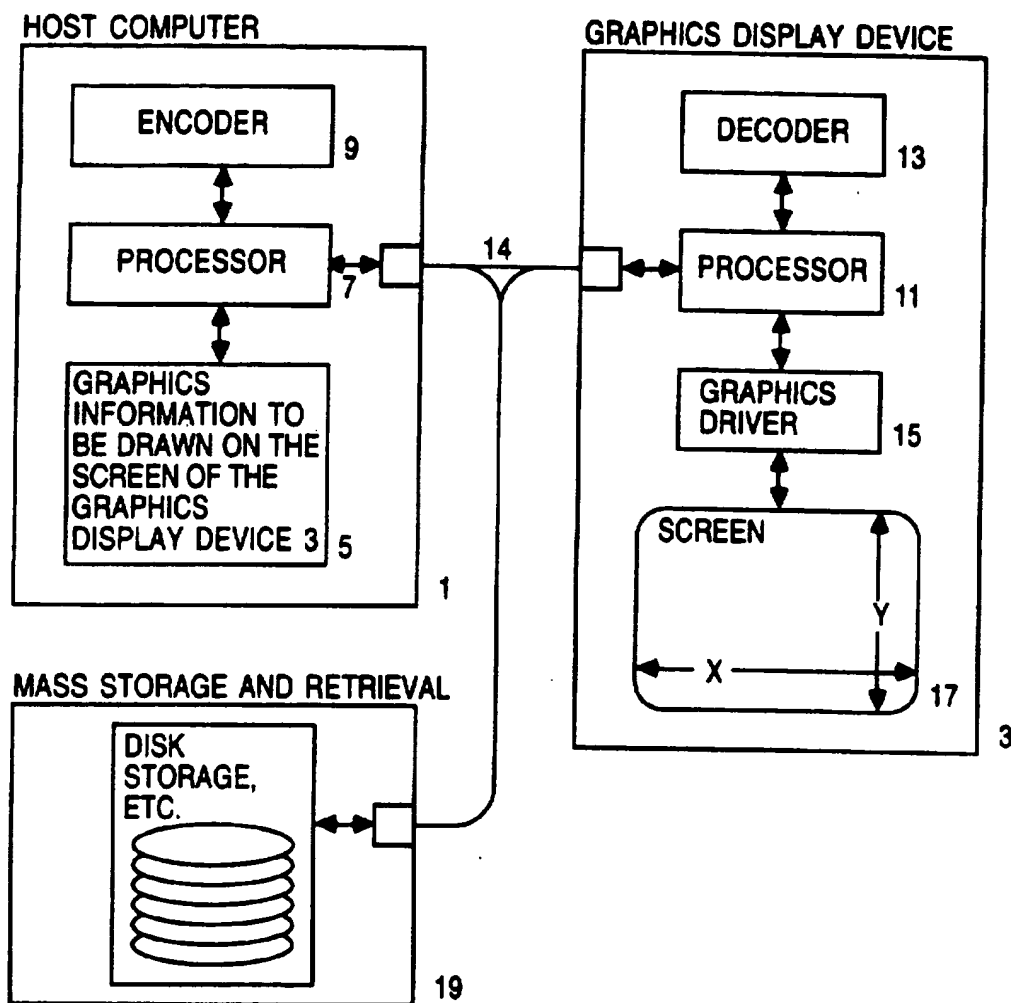 HOST COMPUTER
ENCODER
9
PROCESSOR
7
GRAPHICS
INFORMATION TO
BE DRAWN ON THE
SCREEN OF THE
GRAPHICS
DISPLAY DEVICE 3
5
1
14
GRAPHICS DISPLAY DEVICE
DECODER
13
PROCESSOR
11
GRAPHICS
DRIVER
15
SCREEN
Y
X
17
3
MASS STORAGE AND RETRIEVAL
DISK
STORAGE,
ETC.
19